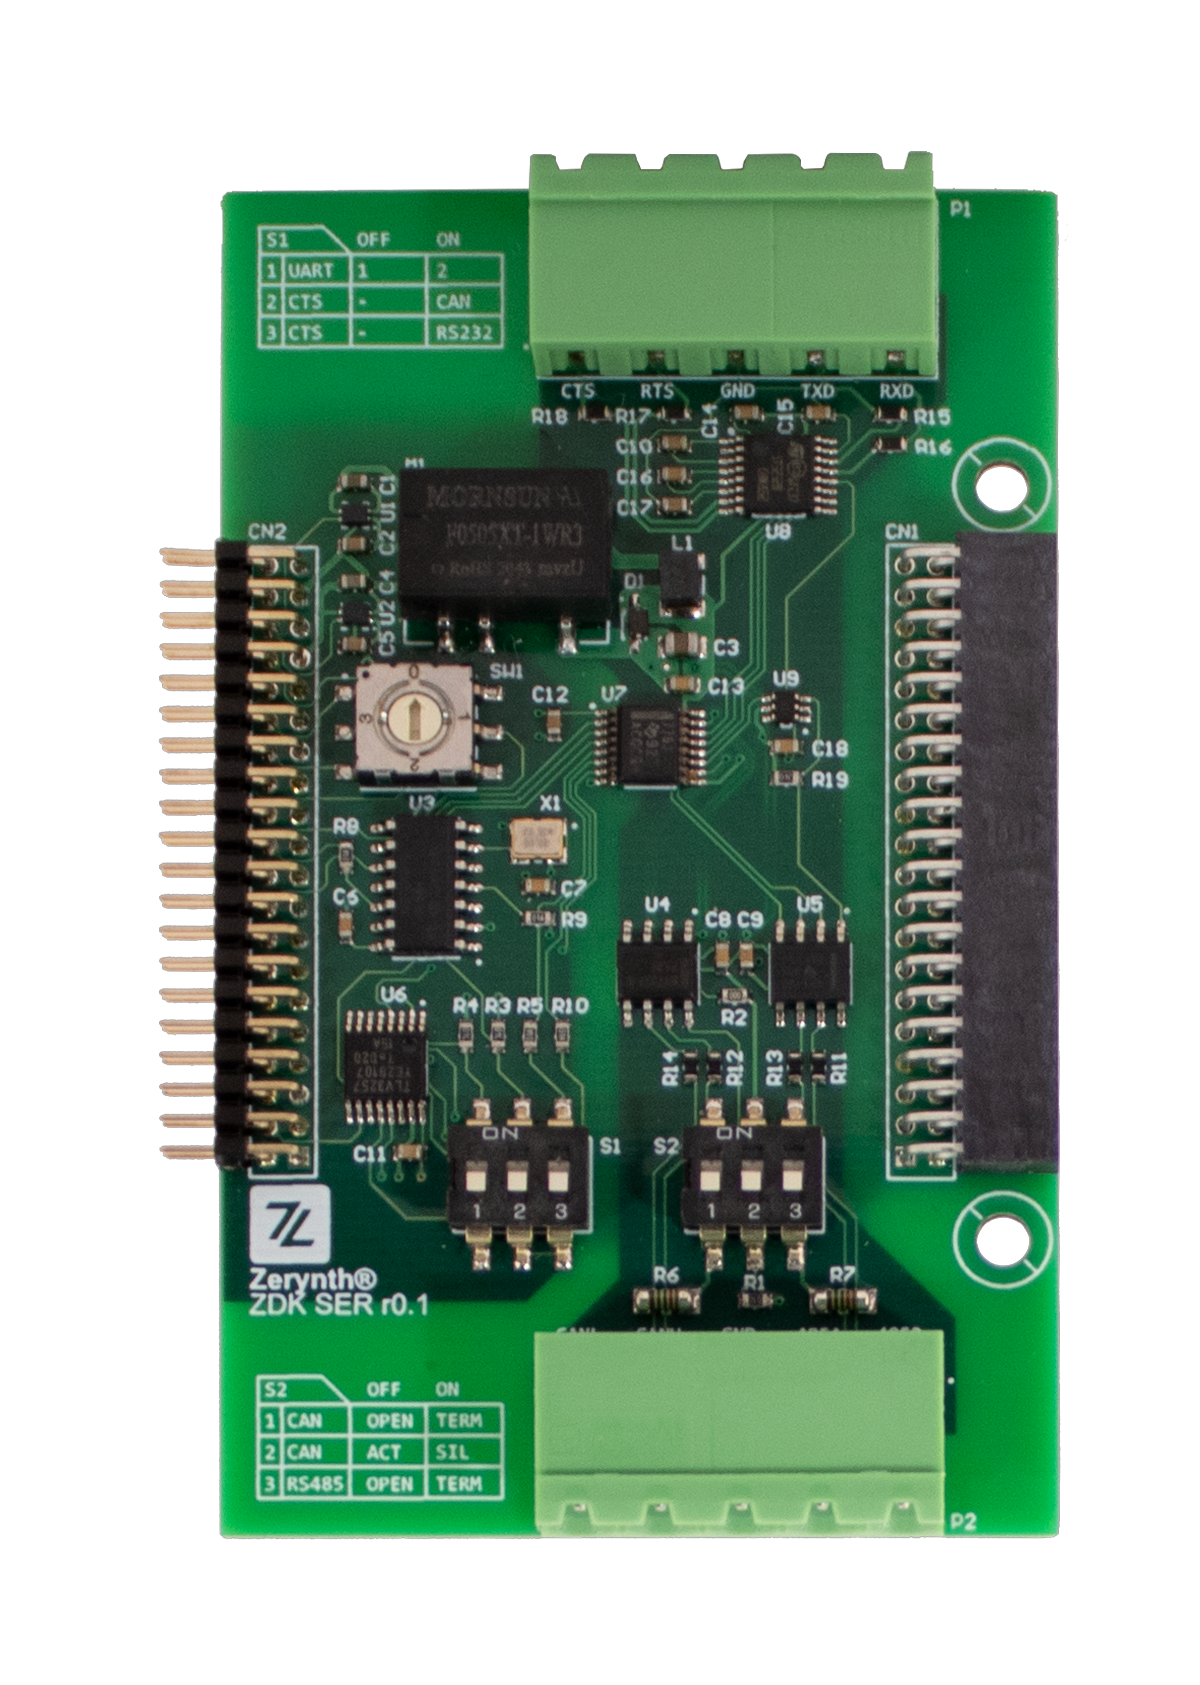 P1
S1 OFF ON
1 UART 1 2
2 CTS - CAN
3 CTS - RS232
CTS RTS GND TXD RXD
R18 R17 C14 C15 R15
C10 R16
C16
C17
U8
M1
MORNSUN
F0505XT-1WR3
C1
U1
C2
C4
U2
C5
CN2
CN1
L1
D1
C3
C13
SW1
0
1
2
3
C12
U7
U9
C18
R19
U3
X1
R8
C6
C7
R9
U4 C8 C9 U5
R2
U6
R4 R3 R5 R10
TLV3257
R14 R12 R13 R11
C11
ON
1 2 3
S1
S2
ON
1 2 3
R6 R1 R7
Zerynth®
ZDK SER r0.1
S2 OFF ON
1 CAN OPEN TERM
2 CAN ACT SIL
3 RS485 OPEN TERM
P2